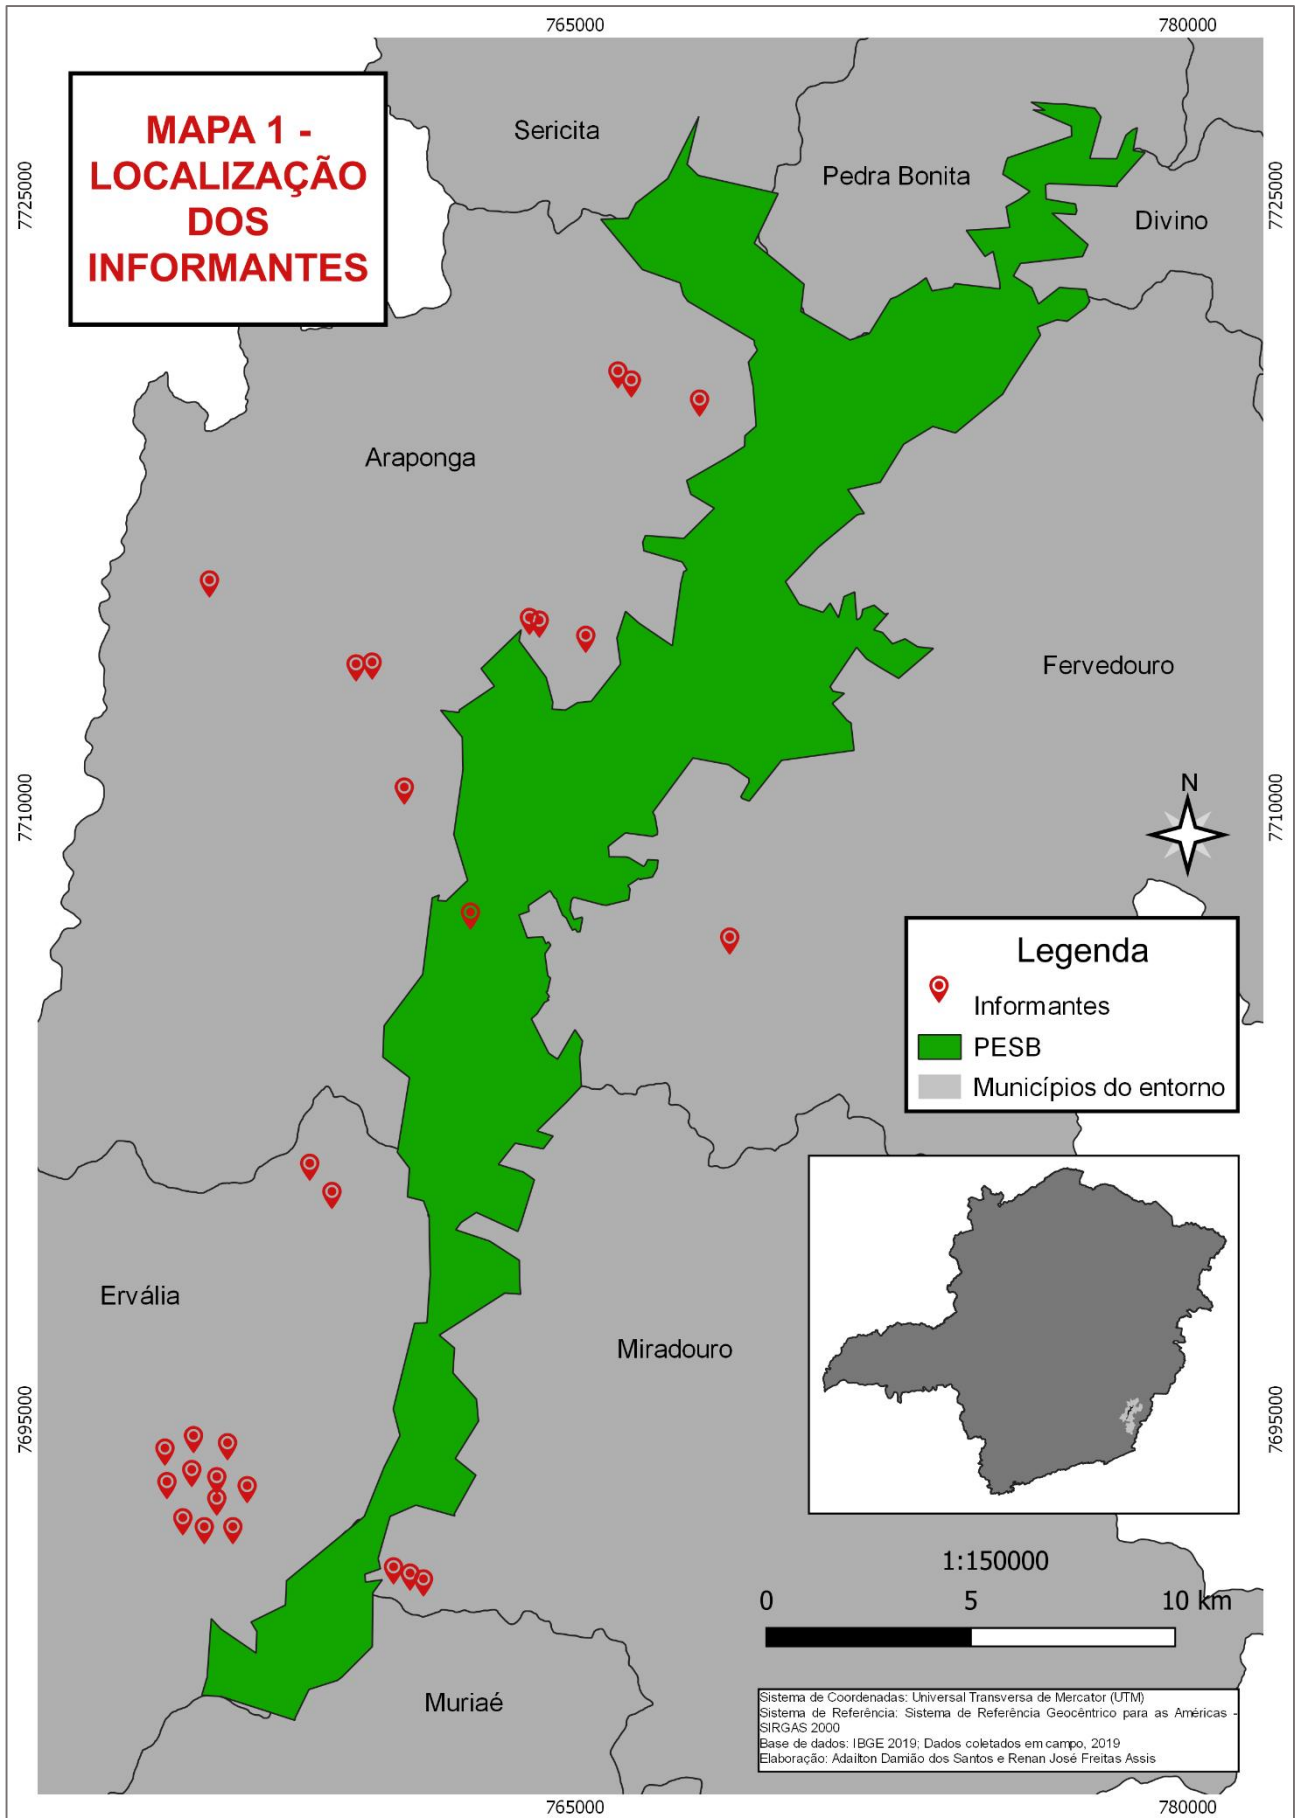 765000
780000
MAPA 1 -
LOCALIZAÇÃO
DOS
INFORMANTES
Sericita
Pedra Bonita
Divino
7725000
7725000
Araponga
Fervedouro
7710000
7710000
N
Legenda
Informantes
PESB
Municípios do entorno
Ervália
Miradouro
7695000
7695000
1:150000
0 5 10 km
Muriaé
Sistema de Coordenadas: Universal Transversa de Mercator (UTM)
Sistema de Referência: Sistema de Referência Geocêntrico para as Américas -
SIRGAS 2000
Base de dados: IBGE 2019; Dados coletados em campo, 2019
Elaboração: Adailton Damião dos Santos e Renan José Freitas Assis
765000
780000